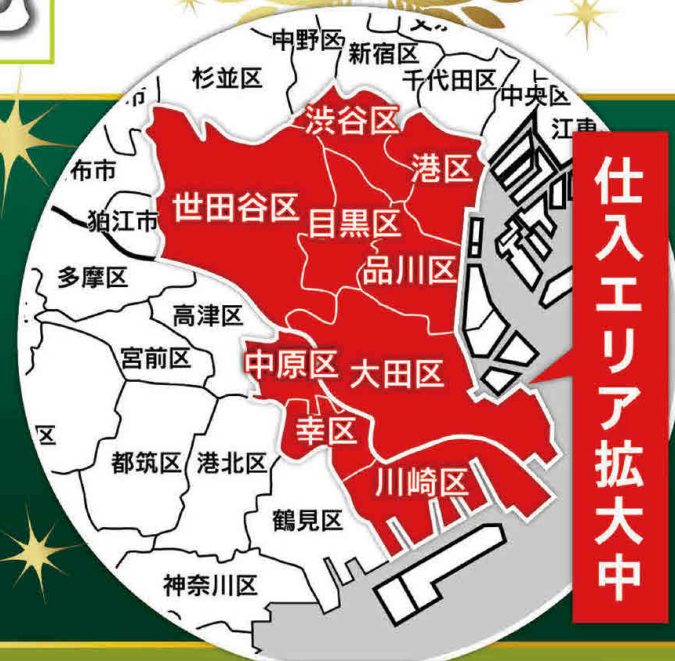 中野区
新宿区
杉並区
千代田区
中央区
渋谷区
江東
市
港区
布市
世田谷区
目黒区
狛江市
品川区
多摩区
高津区
宮前区
中原区
大田区
幸区
区
都筑区
港北区
川崎区
鶴見区
神奈川区
仕入エリア拡大中